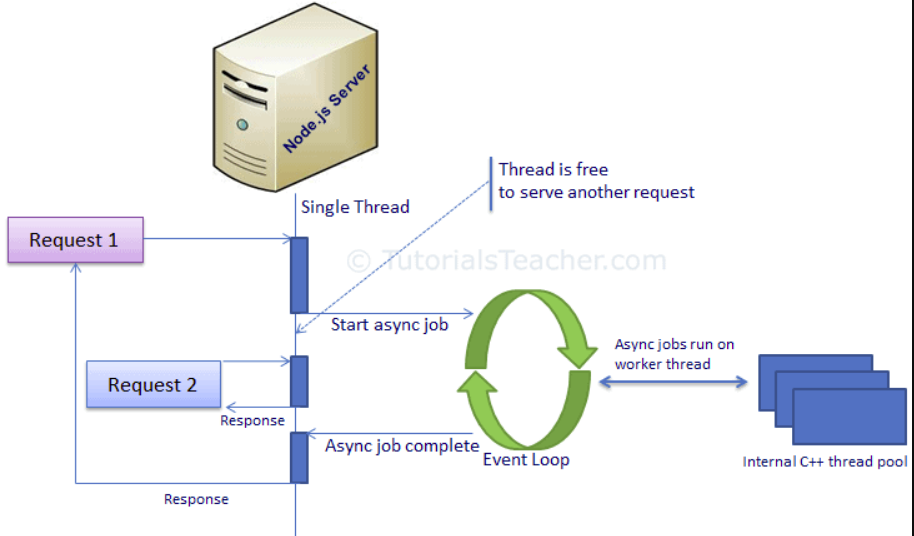 Node.js Server
Thread is free
to serve another request
Single Thread
Request 1
© TutorialsTeacher.com
Start async job
Async jobs run on
worker thread
Request 2
Response
Async job complete
Event Loop
Internal C++ thread pool
Response